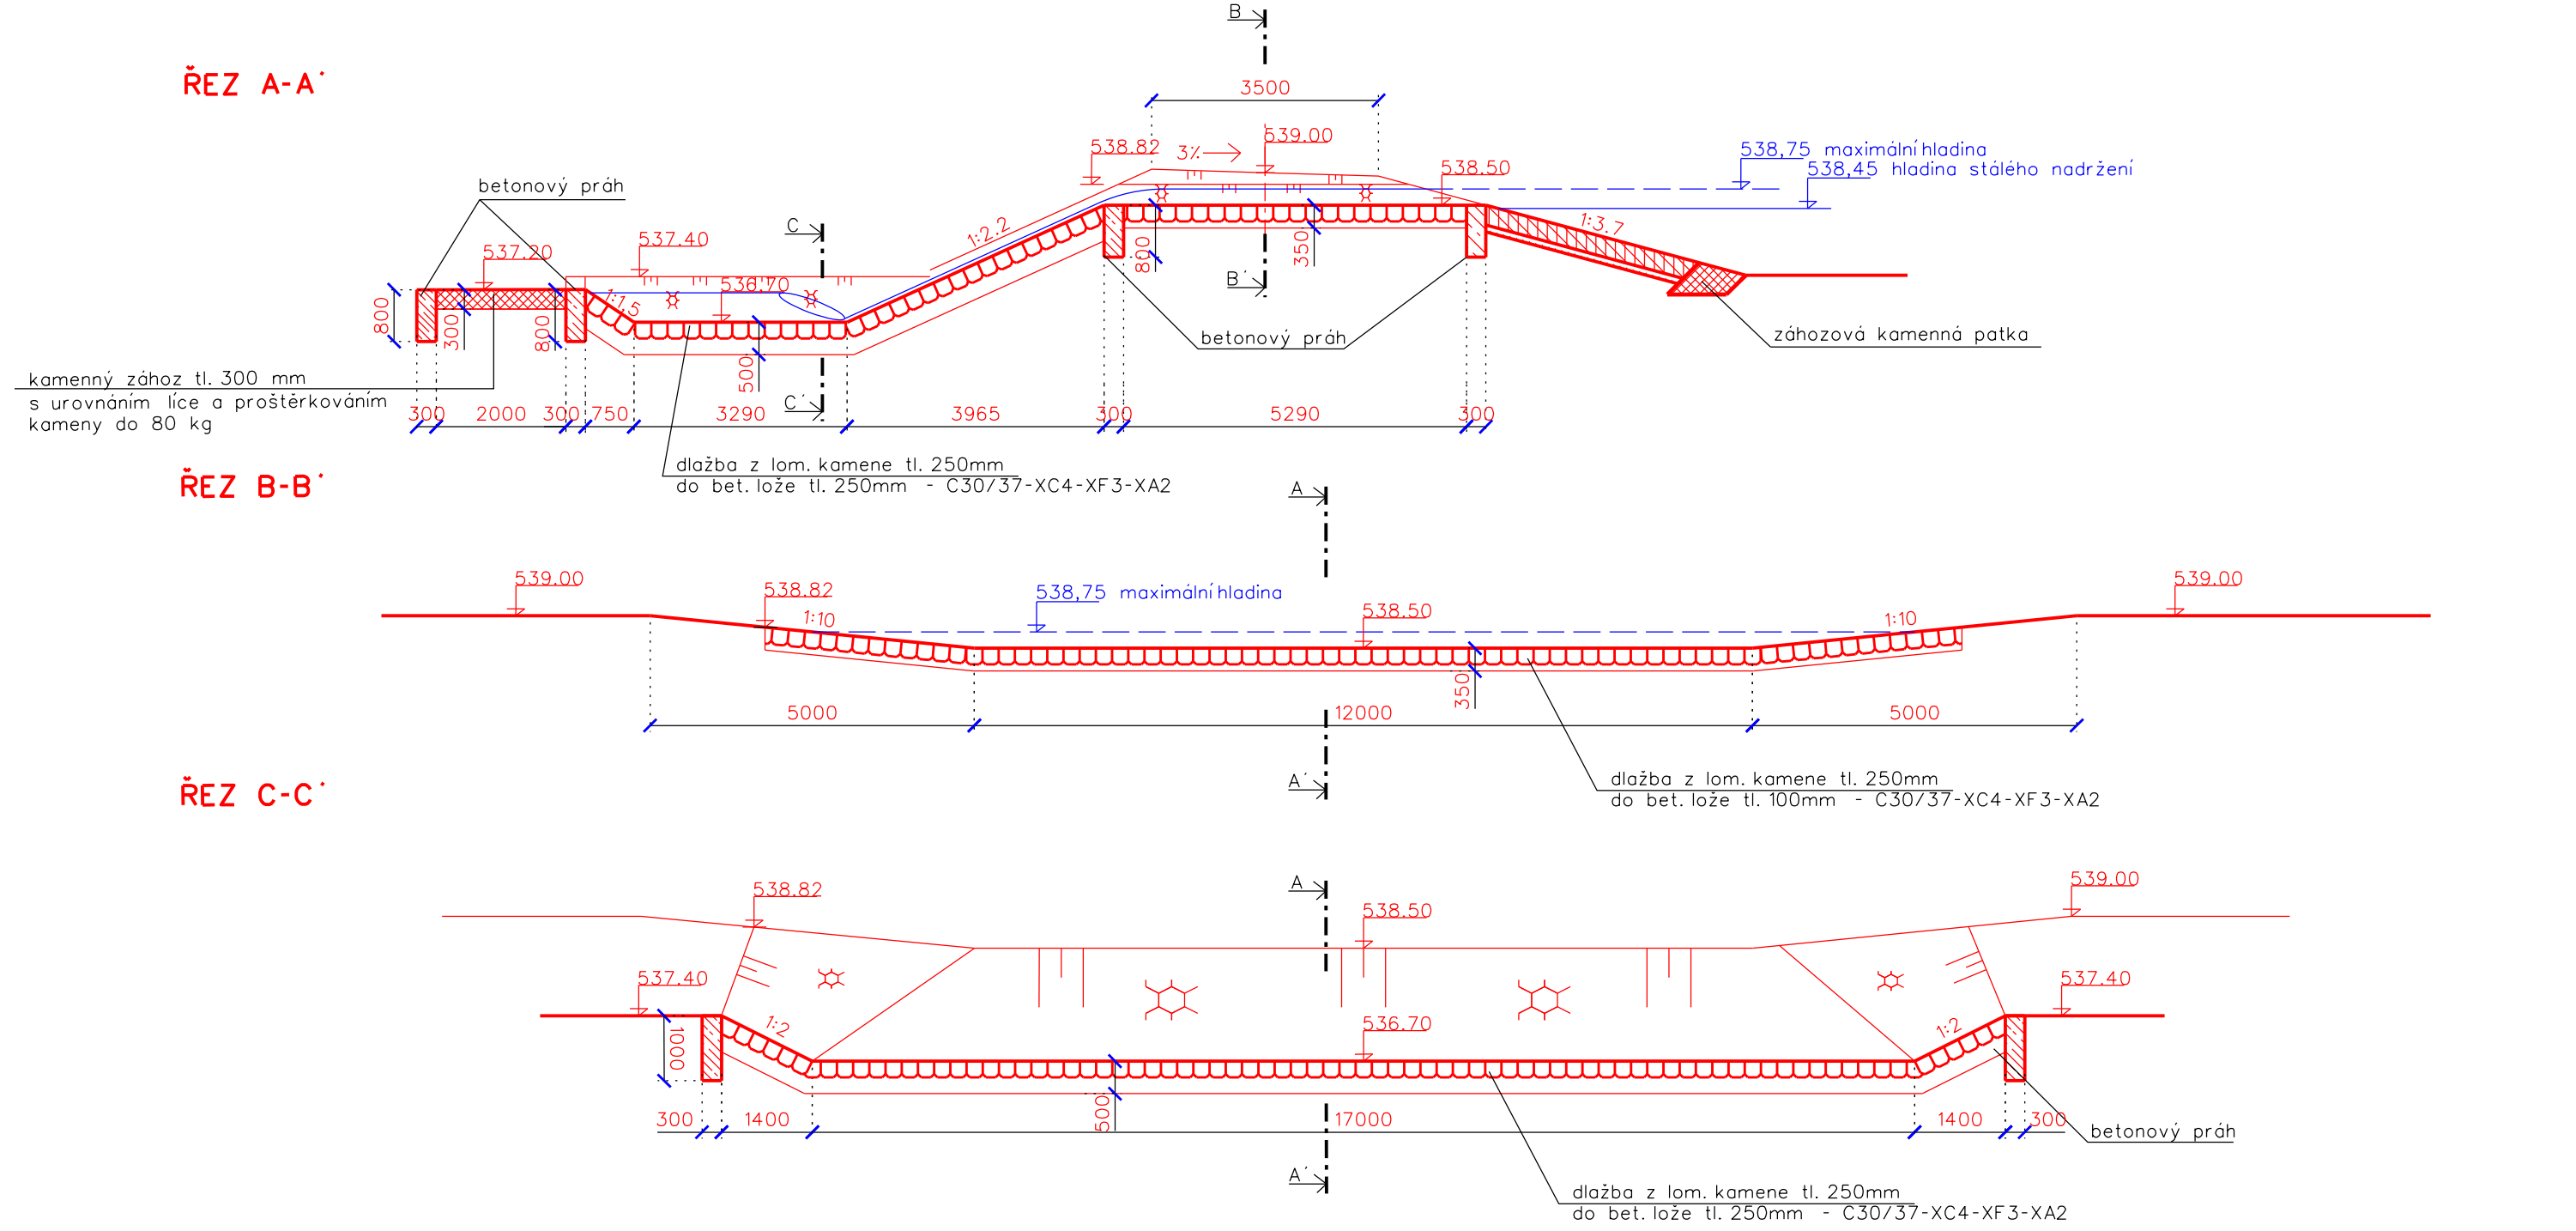 ŘEZ A-A'
B
3500
538.82
3%
539.00
538.50
538,75 maximální hladina
538,45 hladina stálého nadržení
betonový práh
C
537.20
537.40
536.70
1:1.5
1:2.2
1:3.7
800
300
800
500
800
350
B'
betonový práh
záhozová kamenná patka
kamenný zához tl. 300 mm
s urovnáním líce a proštěrkováním
kameny do 80 kg
C'
300 2000 300 750 3290 3965 300 5290 300
dlažba z lom. kamene tl. 250mm
do bet. lože tl. 250mm - C30/37-XC4-XF3-XA2
ŘEZ B-B'
A
539.00
538.82
1:10
538,75 maximální hladina
538.50
1:10
539.00
350
5000 12000 5000
A'
dlažba z lom. kamene tl. 250mm
do bet. lože tl. 100mm - C30/37-XC4-XF3-XA2
ŘEZ C-C'
A
538.82
538.50
539.00
537.40
537.40
1:2
536.70
1:2
1000
500
300 1400 17000 1400 300
betonový práh
A'
dlažba z lom. kamene tl. 250mm
do bet. lože tl. 250mm - C30/37-XC4-XF3-XA2